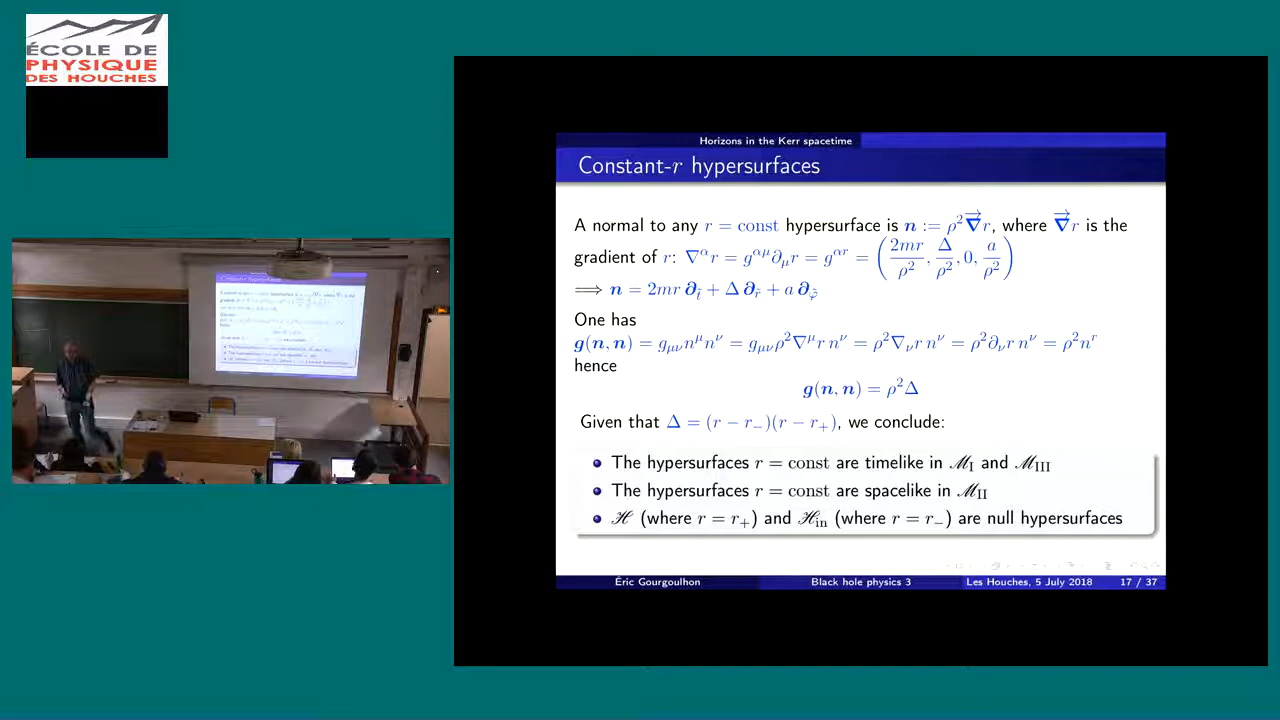 ÉCOLE DE
PHYSIQUE
DES HOUCHES
Horizons in the Kerr spacetime
Constant-r hypersurfaces
A normal to any r = const hypersurface is n := ρ²∇⃗r, where ∇⃗r is the
gradient of r: ∇^α r = g^{αμ}∂_μ r = g^{αr} = (2mr/ρ², Δ/ρ², 0, a/ρ²)
⟹ n = 2mr ∂_t̃ + Δ ∂_r̃ + a ∂_φ̃
One has
g(n, n) = g_{μν}n^μ n^ν = g_{μν}ρ²∇^μ r n^ν = ρ²∇_ν r n^ν = ρ²∂_ν r n^ν = ρ²n^r
hence
g(n, n) = ρ²Δ
Given that Δ = (r − r₋)(r − r₊), we conclude:
The hypersurfaces r = const are timelike in ℳ_I and ℳ_III
The hypersurfaces r = const are spacelike in ℳ_II
ℋ (where r = r₊) and ℋ_in (where r = r₋) are null hypersurfaces
Éric Gourgoulhon Black hole physics 3 Les Houches, 5 July 2018 17 / 37